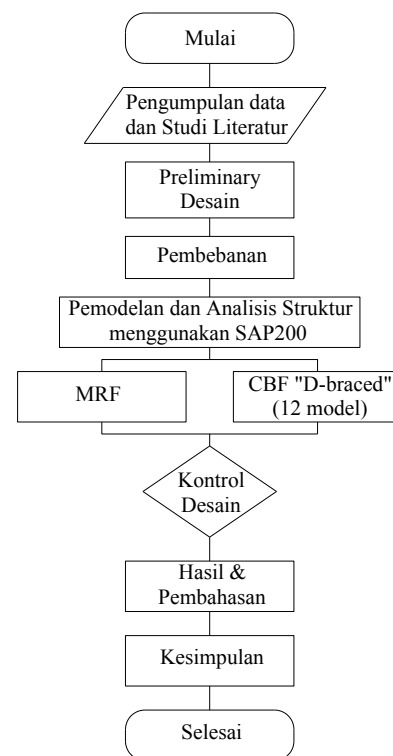 Mulai
Pengumpulan data
dan Studi Literatur
Preliminary
Desain
Pembebanan
Pemodelan dan Analisis Struktur
menggunakan SAP200
MRF
CBF "D-braced"
(12 model)
Kontrol
Desain
Hasil &
Pembahasan
Kesimpulan
Selesai